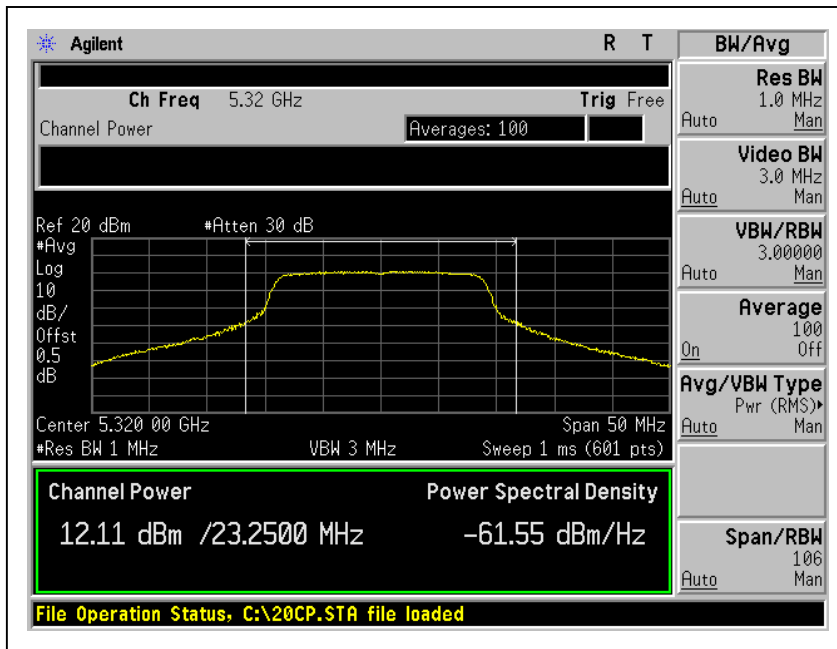 Agilent R T
Ch Freq 5.32 GHz Trig Free
Channel Power Averages: 100
Ref 20 dBm #Atten 30 dB
#Avg
Log
10
dB/
Offst
0.5
dB
Center 5.320 00 GHz Span 50 MHz
#Res BW 1 MHz VBW 3 MHz Sweep 1 ms (601 pts)
Channel Power Power Spectral Density
12.11 dBm /23.2500 MHz -61.55 dBm/Hz
File Operation Status, C:\20CP.STA file loaded
BW/Avg
Res BW
1.0 MHz
Auto Man
Video BW
3.0 MHz
Auto Man
VBW/RBW
3.00000
Auto Man
Average
100
On Off
Avg/VBW Type
Pwr (RMS)▸
Auto Man
Span/RBW
106
Auto Man